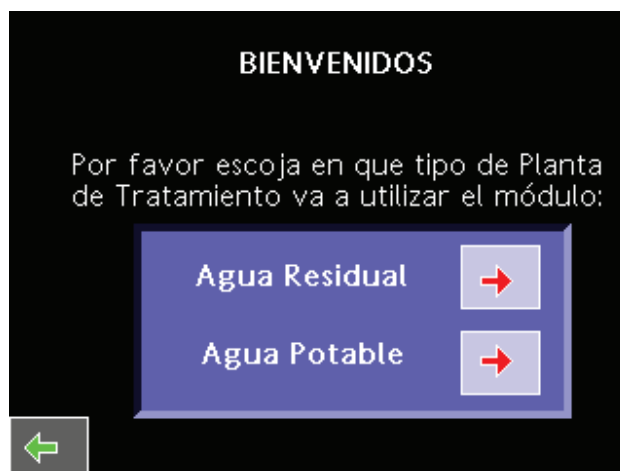 BIENVENIDOS
Por favor escoja en que tipo de Planta
de Tratamiento va a utilizar el módulo:
Agua Residual
Agua Potable